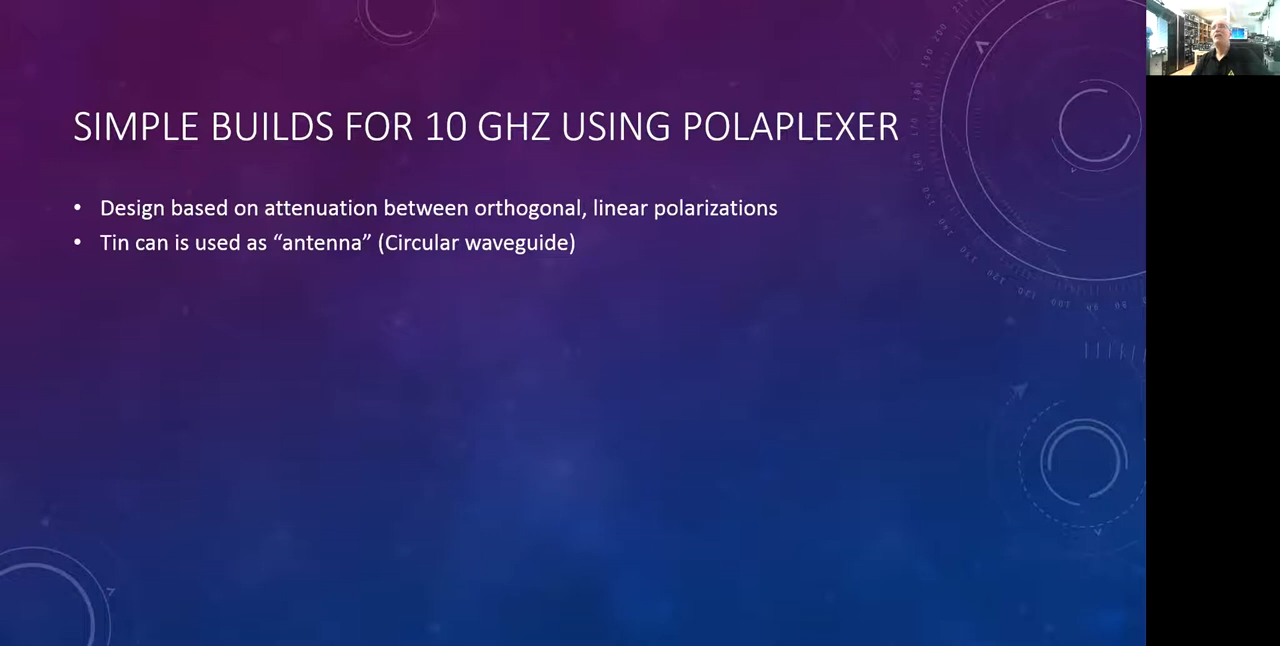 SIMPLE BUILDS FOR 10 GHZ USING POLAPLEXER
• Design based on attenuation between orthogonal, linear polarizations
• Tin can is used as “antenna” (Circular waveguide)